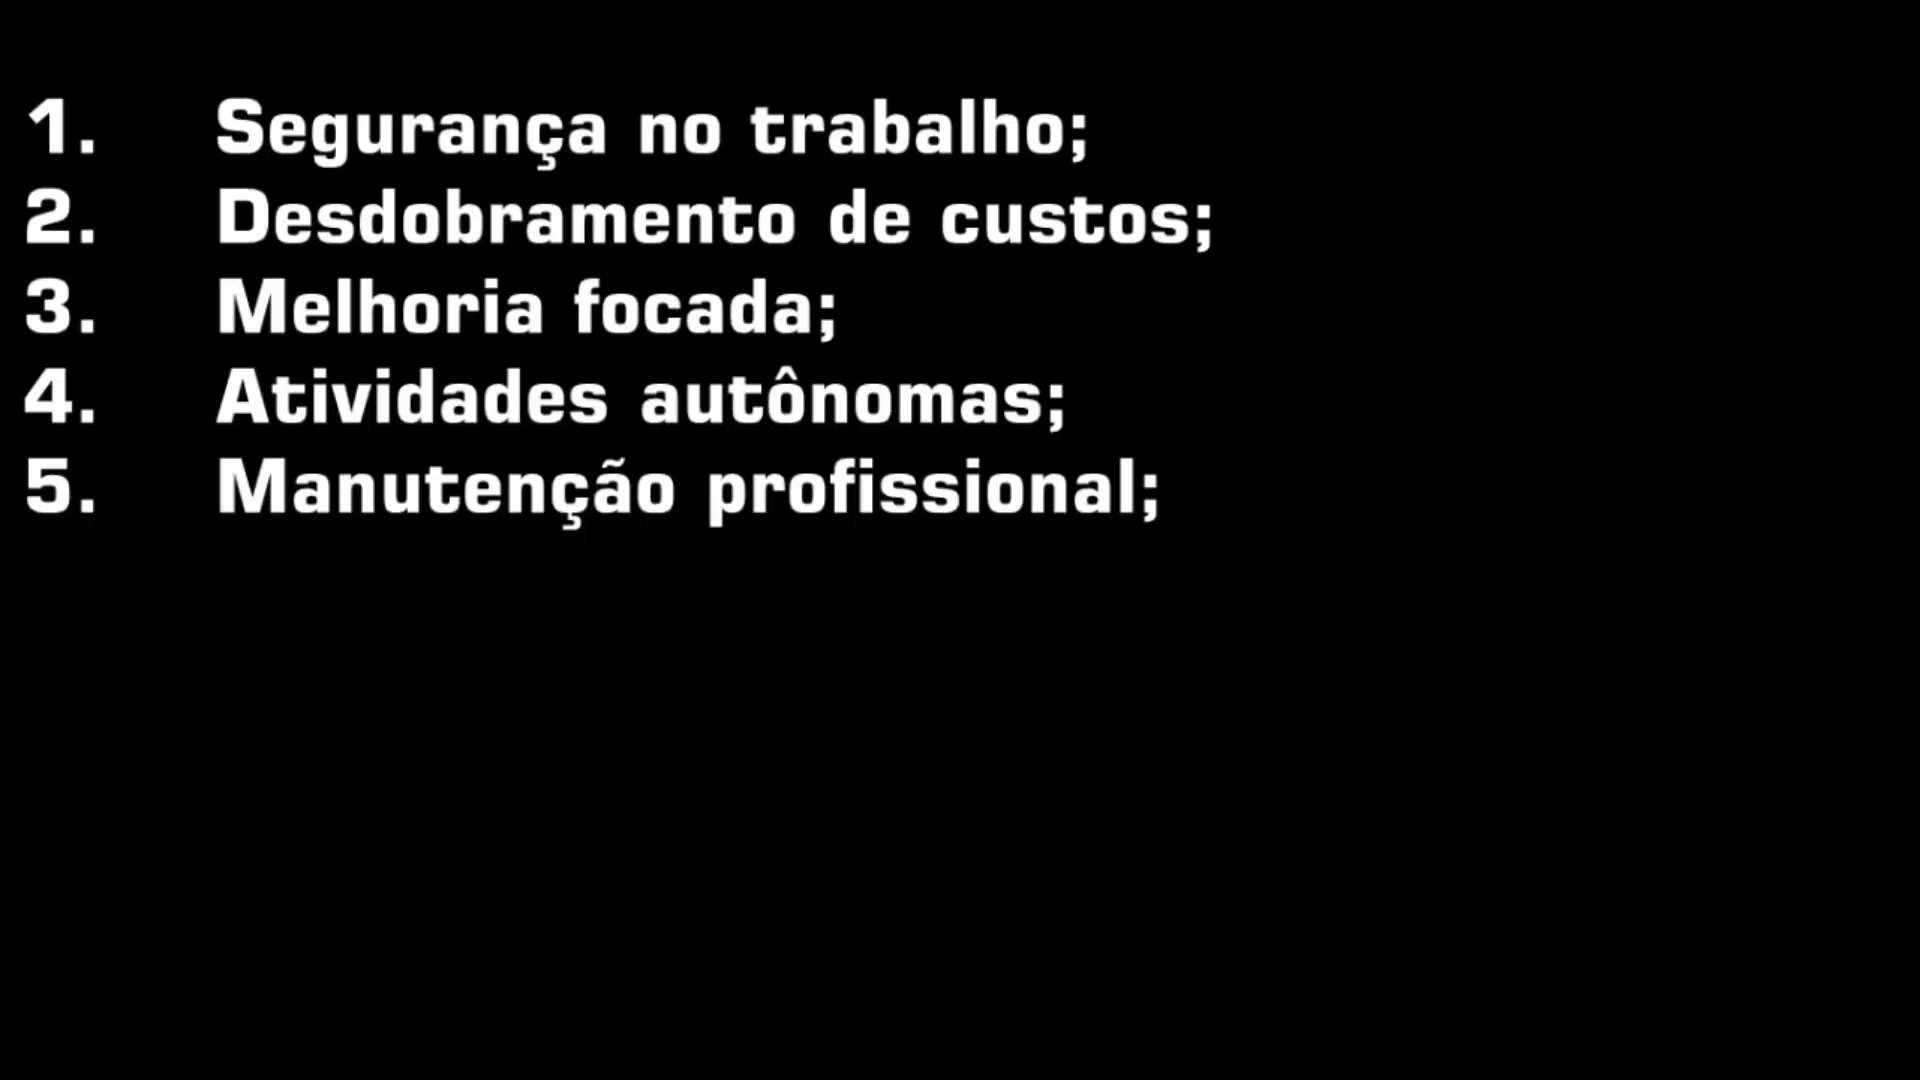 1. Segurança no trabalho;
2. Desdobramento de custos;
3. Melhoria focada;
4. Atividades autônomas;
5. Manutenção profissional;